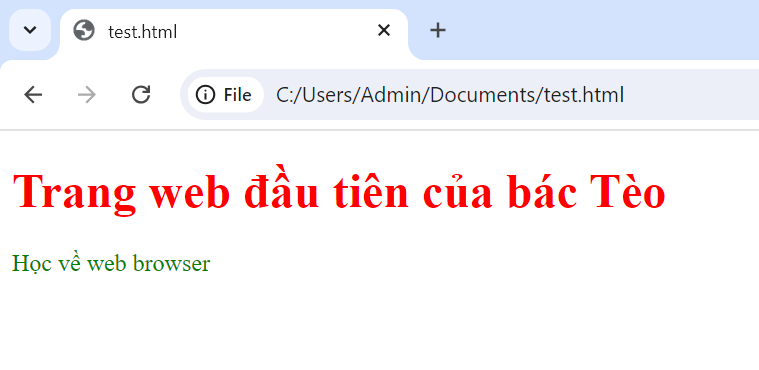 test.html
File C:/Users/Admin/Documents/test.html
Trang web đầu tiên của bác Tèo
Học về web browser